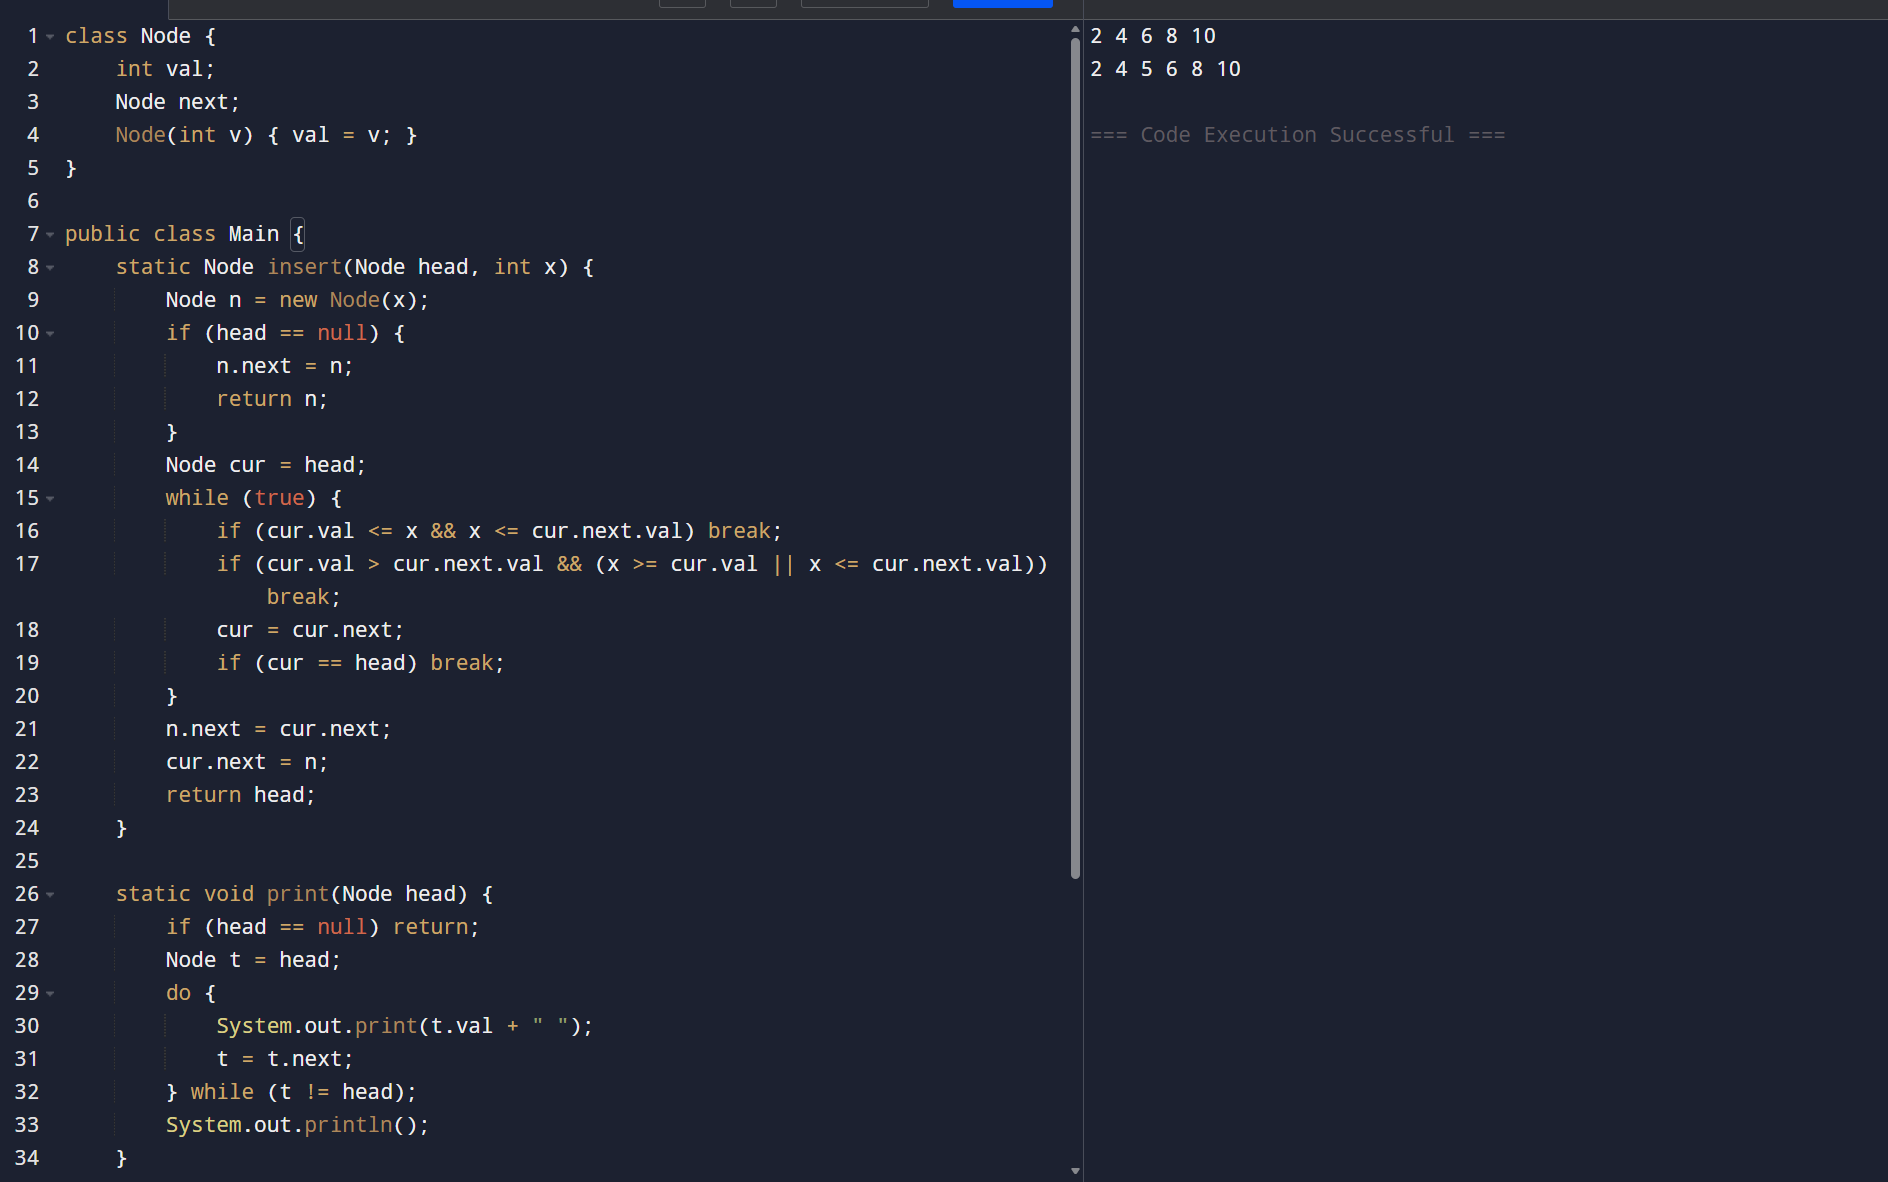 1 class Node {
2     int val;
3     Node next;
4     Node(int v) { val = v; }
5 }
6
7 public class Main {
8     static Node insert(Node head, int x) {
9         Node n = new Node(x);
10         if (head == null) {
11             n.next = n;
12             return n;
13         }
14         Node cur = head;
15         while (true) {
16             if (cur.val <= x && x <= cur.next.val) break;
17             if (cur.val > cur.next.val && (x >= cur.val || x <= cur.next.val))
                break;
18             cur = cur.next;
19             if (cur == head) break;
20         }
21         n.next = cur.next;
22         cur.next = n;
23         return head;
24     }
25
26     static void print(Node head) {
27         if (head == null) return;
28         Node t = head;
29         do {
30             System.out.print(t.val + " ");
31             t = t.next;
32         } while (t != head);
33         System.out.println();
34     }
2 4 6 8 10
2 4 5 6 8 10
=== Code Execution Successful ===